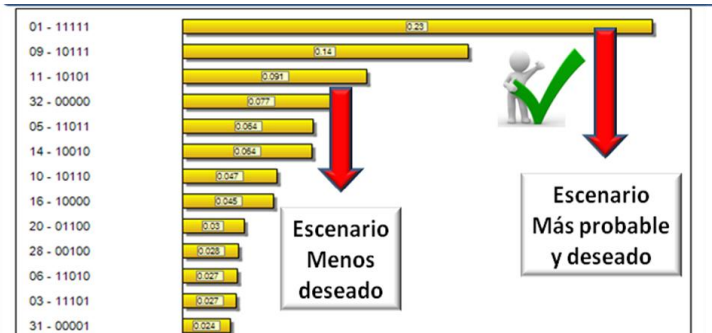 01 - 11111 0.23
09 - 10111 0.14
11 - 10101 0.091
32 - 00000 0.077
05 - 11011 0.064
14 - 10010 0.064
10 - 10110 0.047
16 - 10000 0.045
20 - 01100 0.03
28 - 00100 0.028
06 - 11010 0.027
03 - 11101 0.027
31 - 00001 0.024
Escenario
Menos
deseado
Escenario
Más probable
y deseado